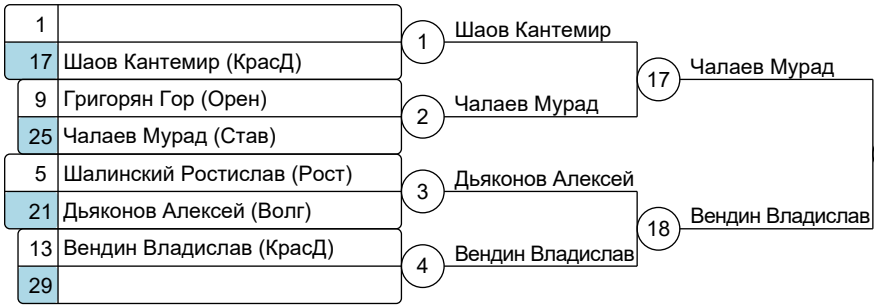 1
17 Шаов Кантемир (КрасД)
1 Шаов Кантемир
9 Григорян Гор (Орен)
25 Чалаев Мурад (Став)
2 Чалаев Мурад
17 Чалаев Мурад
5 Шалинский Ростислав (Рост)
21 Дьяконов Алексей (Волг)
3 Дьяконов Алексей
13 Вендин Владислав (КрасД)
29
4 Вендин Владислав
18 Вендин Владислав